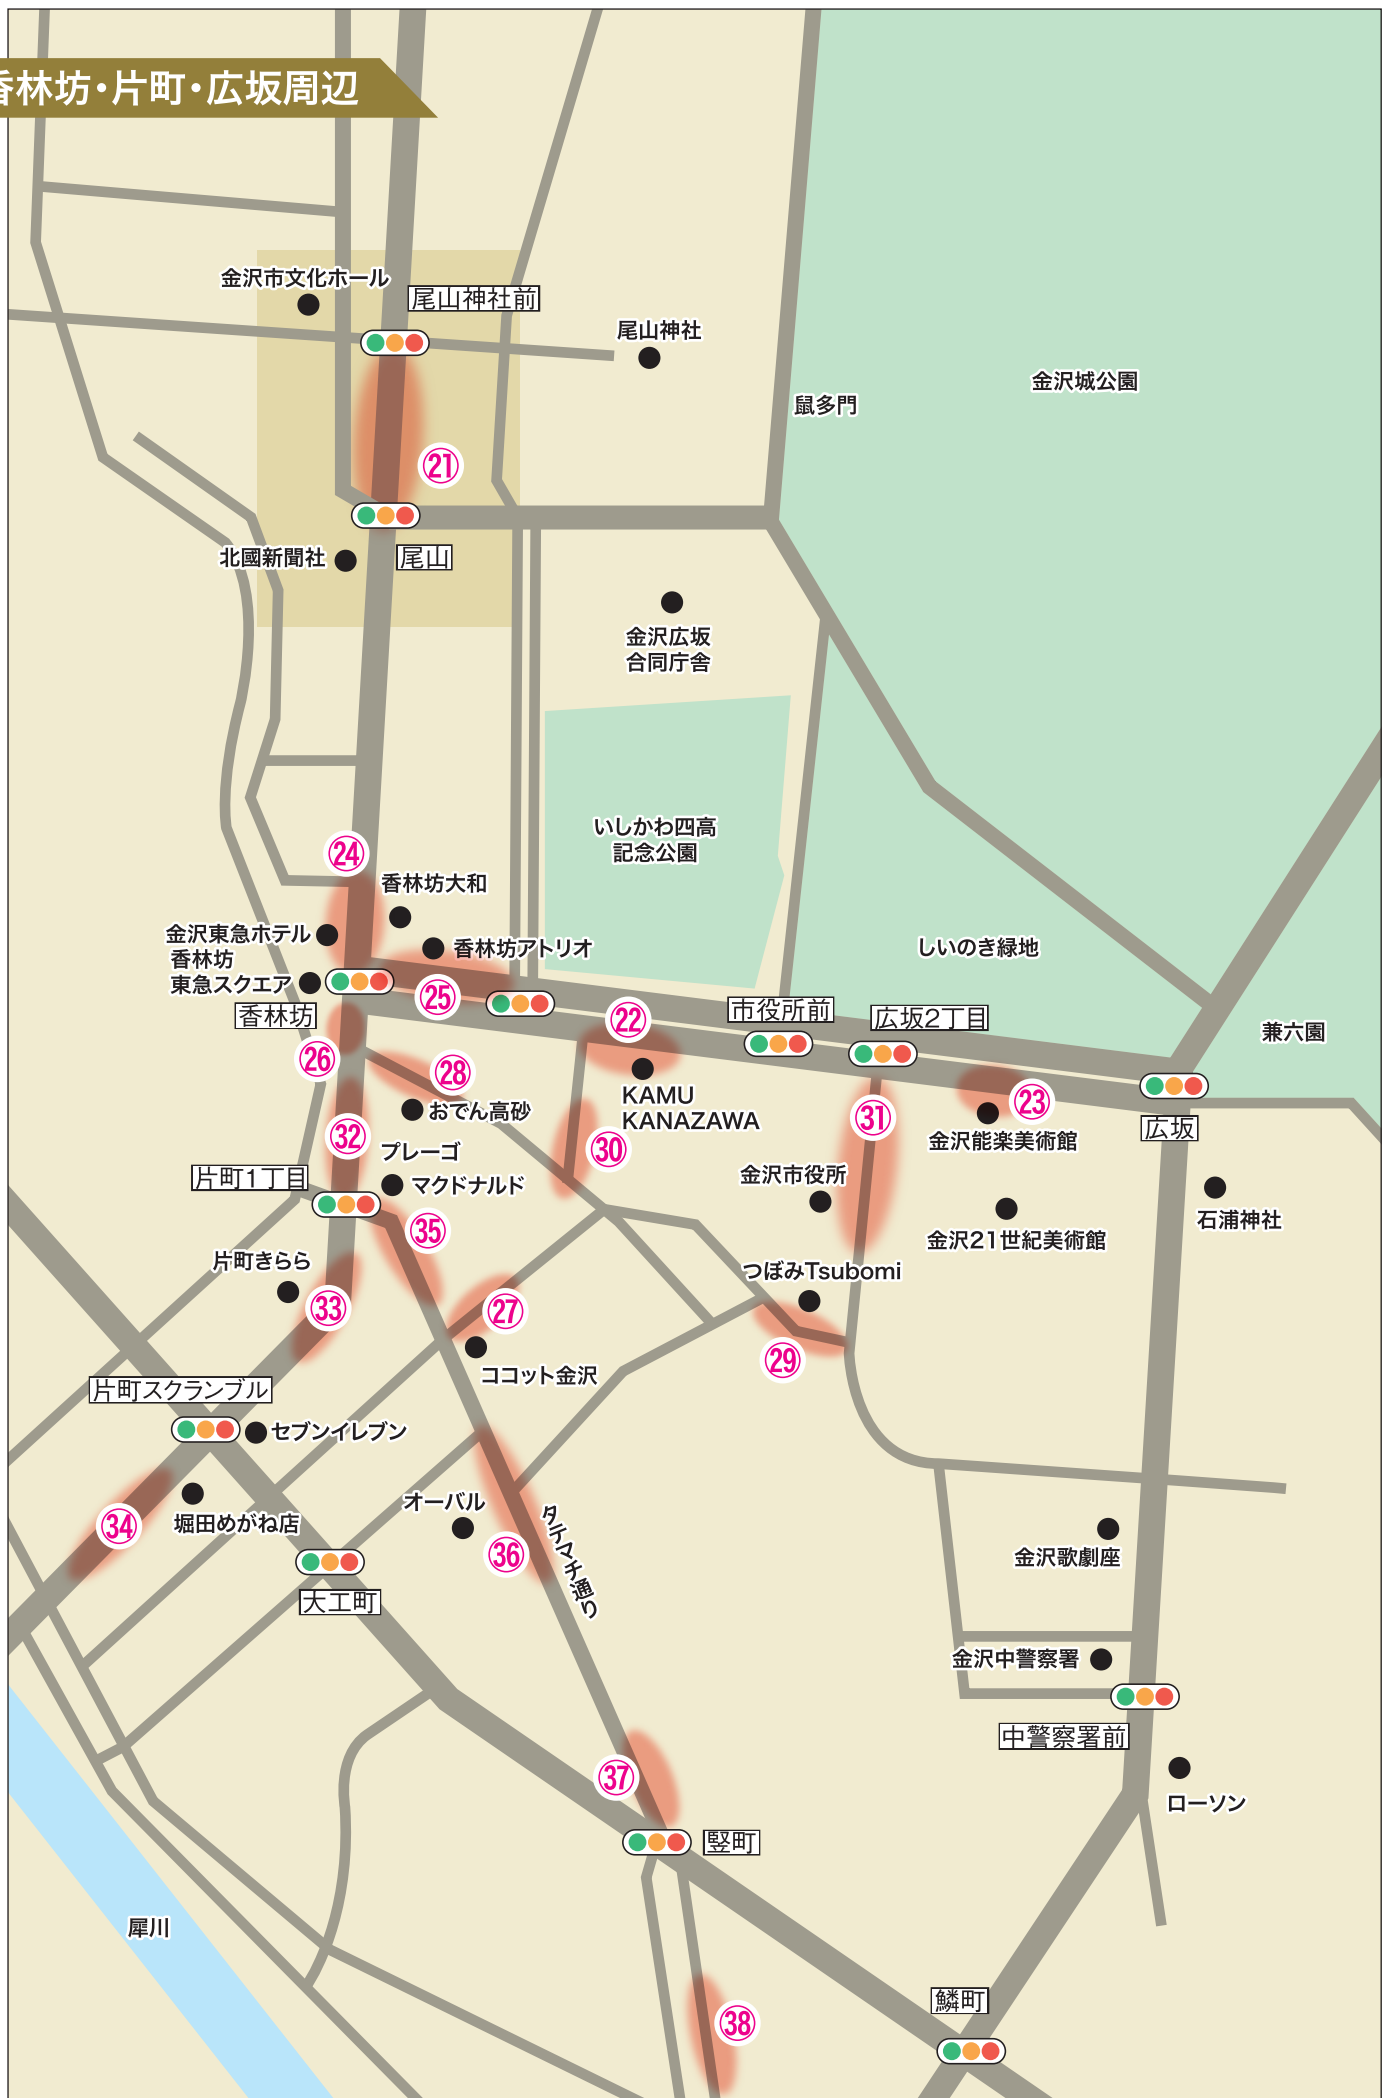 香林坊・片町・広坂周辺
金沢市文化ホール
尾山神社前
尾山神社
金沢城公園
鼠多門
㉑
北國新聞社
尾山
金沢広坂
合同庁舎
いしかわ四高
記念公園
㉔
香林坊大和
金沢東急ホテル
香林坊
東急スクエア
香林坊アトリオ
しいのき緑地
㉕
香林坊
㉒
市役所前
広坂2丁目
兼六園
㉖
㉘
KAMU
KANAZAWA
㉓
おでん高砂
㉛
広坂
㉜
プレーゴ
㉚
金沢能楽美術館
片町1丁目
マクドナルド
金沢市役所
石浦神社
㉟
金沢21世紀美術館
片町きらら
つぼみTsubomi
㉝
㉗
㉙
ココット金沢
片町スクランブル
セブンイレブン
㉞
堀田めがね店
オーバル
㊱
タテマチ通り
金沢歌劇座
大工町
金沢中警察署
中警察署前
㊲
ローソン
竪町
犀川
鱗町
㊳